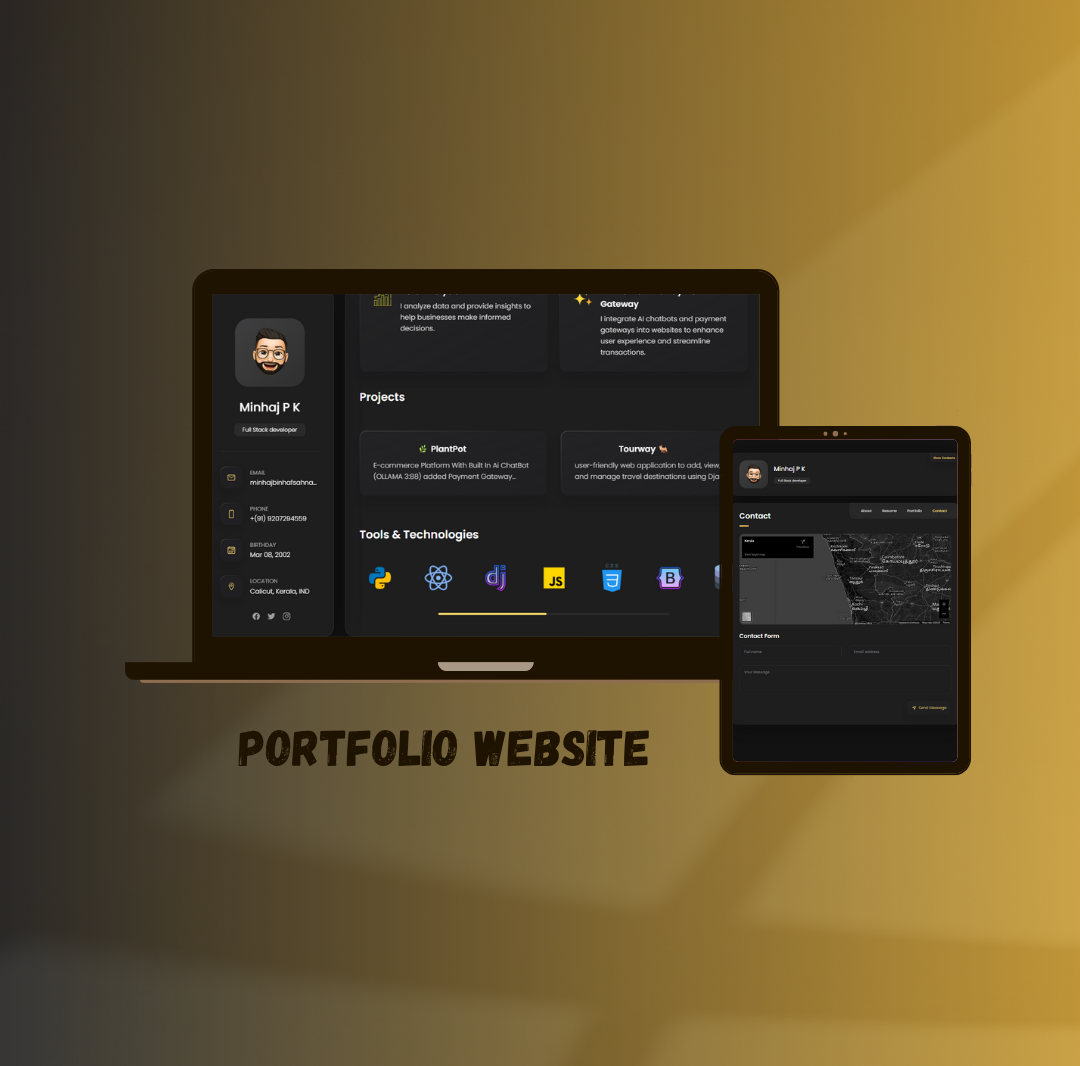 Minhaj P K
Full Stack developer
EMAIL
minhajbinhafsahna...
PHONE
+(91) 9207294559
BIRTHDAY
Mar 08, 2002
LOCATION
Calicut, Kerala, IND
I analyze data and provide insights to
help businesses make informed
decisions.
Gateway
I integrate AI chatbots and payment
gateways into websites to enhance
user experience and streamline
transactions.
Projects
🌿 PlantPot
E-commerce Platform With Built In Ai ChatBot
(OLLAMA 3:8B) added Payment Gateway...
Tourway 🐂
user-friendly web application to add, view,
and manage travel destinations using Dja
Tools & Technologies
dj
JS
CSS
3
B
Minhaj P K
Full Stack developer
Show Contacts
About Resume Portfolio Contact
Contact
Kerala
Contact Form
Full name
Email address
Your Message
Send Message
PORTFOLIO WEBSITE